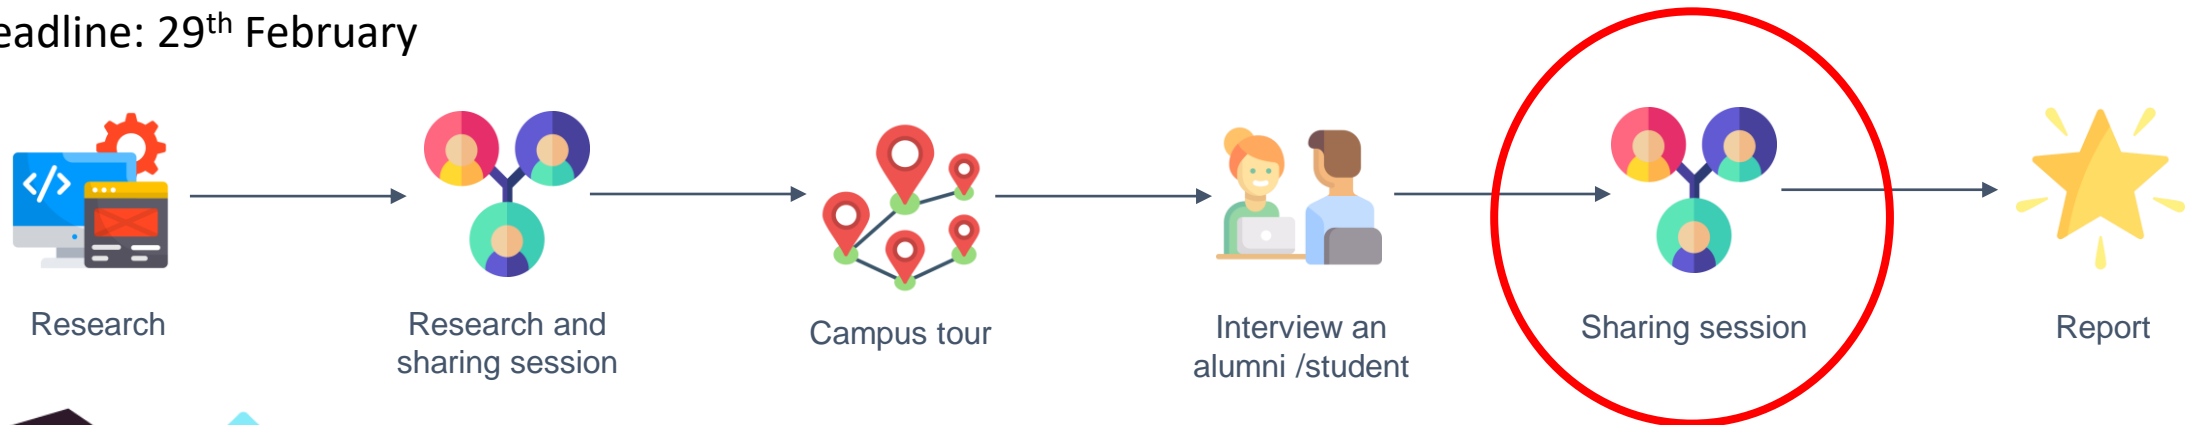 eadline: 29th February
</>
Research
Research and
sharing session
Campus tour
Interview an
alumni /student
Sharing session
Report